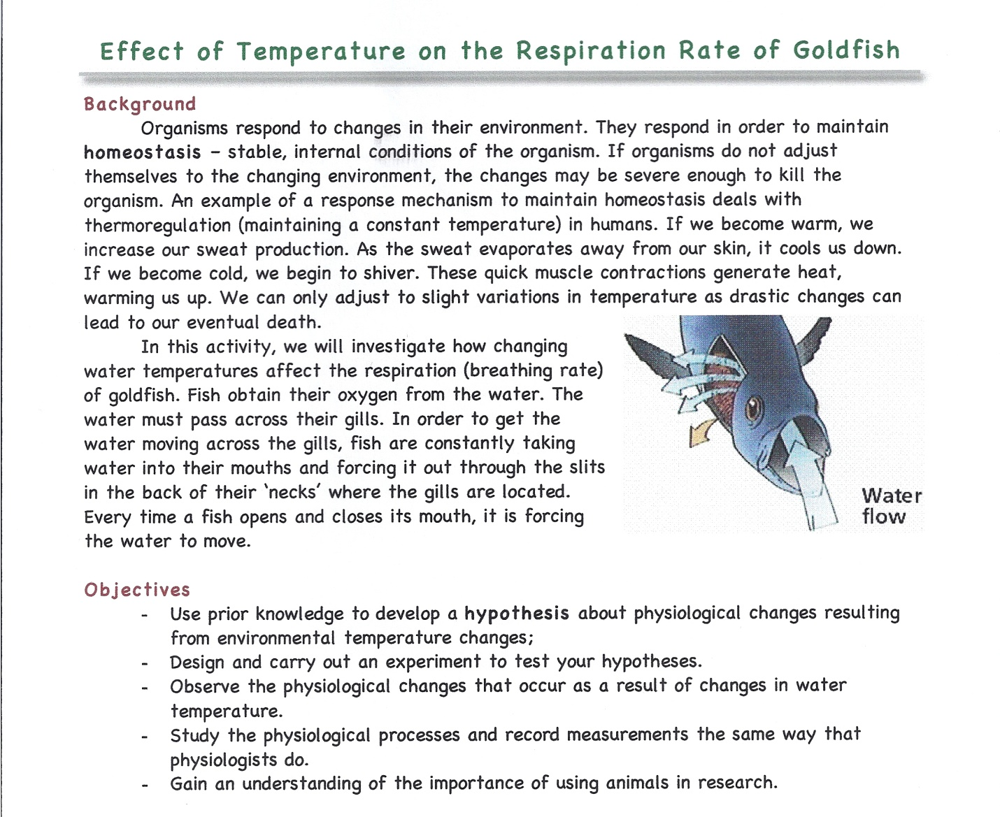 Effect of Temperature on the Respiration Rate of Goldfish
Background
Organisms respond to changes in their environment. They respond in order to maintain
homeostasis – stable, internal conditions of the organism. If organisms do not adjust
themselves to the changing environment, the changes may be severe enough to kill the
organism. An example of a response mechanism to maintain homeostasis deals with
thermoregulation (maintaining a constant temperature) in humans. If we become warm, we
increase our sweat production. As the sweat evaporates away from our skin, it cools us down.
If we become cold, we begin to shiver. These quick muscle contractions generate heat,
warming us up. We can only adjust to slight variations in temperature as drastic changes can
lead to our eventual death.
In this activity, we will investigate how changing
water temperatures affect the respiration (breathing rate)
of goldfish. Fish obtain their oxygen from the water. The
water must pass across their gills. In order to get the
water moving across the gills, fish are constantly taking
water into their mouths and forcing it out through the slits
in the back of their ‘necks’ where the gills are located.
Every time a fish opens and closes its mouth, it is forcing
the water to move.
Water
flow
Objectives
- Use prior knowledge to develop a hypothesis about physiological changes resulting
from environmental temperature changes;
- Design and carry out an experiment to test your hypotheses.
- Observe the physiological changes that occur as a result of changes in water
temperature.
- Study the physiological processes and record measurements the same way that
physiologists do.
- Gain an understanding of the importance of using animals in research.